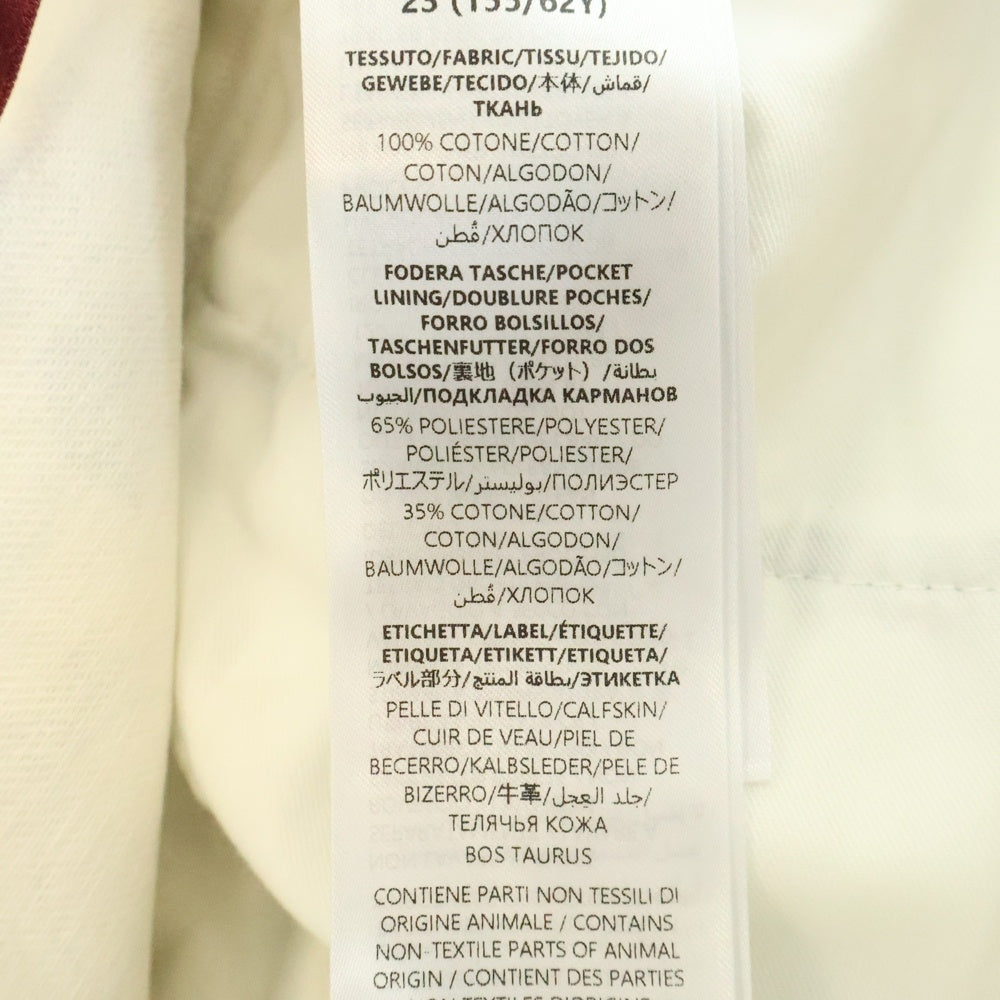 23 (155/62Y)
TESSUTO/FABRIC/TISSU/TEJIDO/
GEWEBE/TECIDO/本体/قماش/
ТКАНЬ
100% COTONE/COTTON/
COTON/ALGODON/
BAUMWOLLE/ALGODÃO/コットン/
قُطن/ХЛОПОК
FODERA TASCHE/POCKET
LINING/DOUBLURE POCHES/
FORRO BOLSILLOS/
TASCHENFUTTER/FORRO DOS
BOLSOS/裏地（ポケット）/بطانة
الجيوب/ПОДКЛАДКА КАРМАНОВ
65% POLIESTERE/POLYESTER/
POLIÉSTER/POLIESTER/
ポリエステル/بوليستر/ПОЛИЭСТЕР
35% COTONE/COTTON/
COTON/ALGODON/
BAUMWOLLE/ALGODÃO/コットン/
قُطن/ХЛОПОК
ETICHETTA/LABEL/ÉTIQUETTE/
ETIQUETA/ETIKETT/ETIQUETA/
ラベル部分/بطاقة المنتج/ЭТИКЕТКА
PELLE DI VITELLO/CALFSKIN/
CUIR DE VEAU/PIEL DE
BECERRO/KALBSLEDER/PELE DE
BIZERRO/牛革/جلد العجل/
ТЕЛЯЧЬЯ КОЖА
BOS TAURUS
CONTIENE PARTI NON TESSILI DI
ORIGINE ANIMALE / CONTAINS
NON-TEXTILE PARTS OF ANIMAL
ORIGIN / CONTIENT DES PARTIES